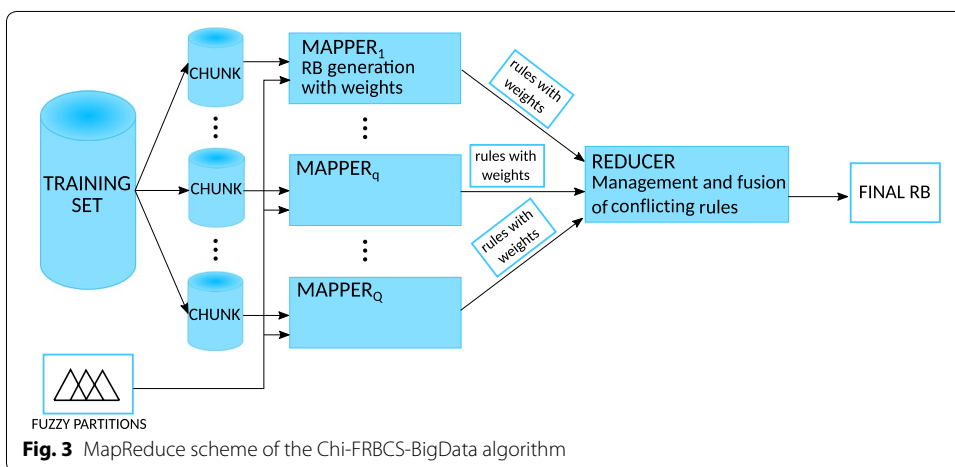 MAPPER1
RB generation
with weights
CHUNK
rules with
weights
TRAINING
SET
CHUNK
MAPPERq
rules with
weights
REDUCER
Management and fusion
of conflicting rules
FINAL RB
rules with
weights
CHUNK
MAPPERQ
FUZZY PARTITIONS
Fig. 3 MapReduce scheme of the Chi-FRBCS-BigData algorithm